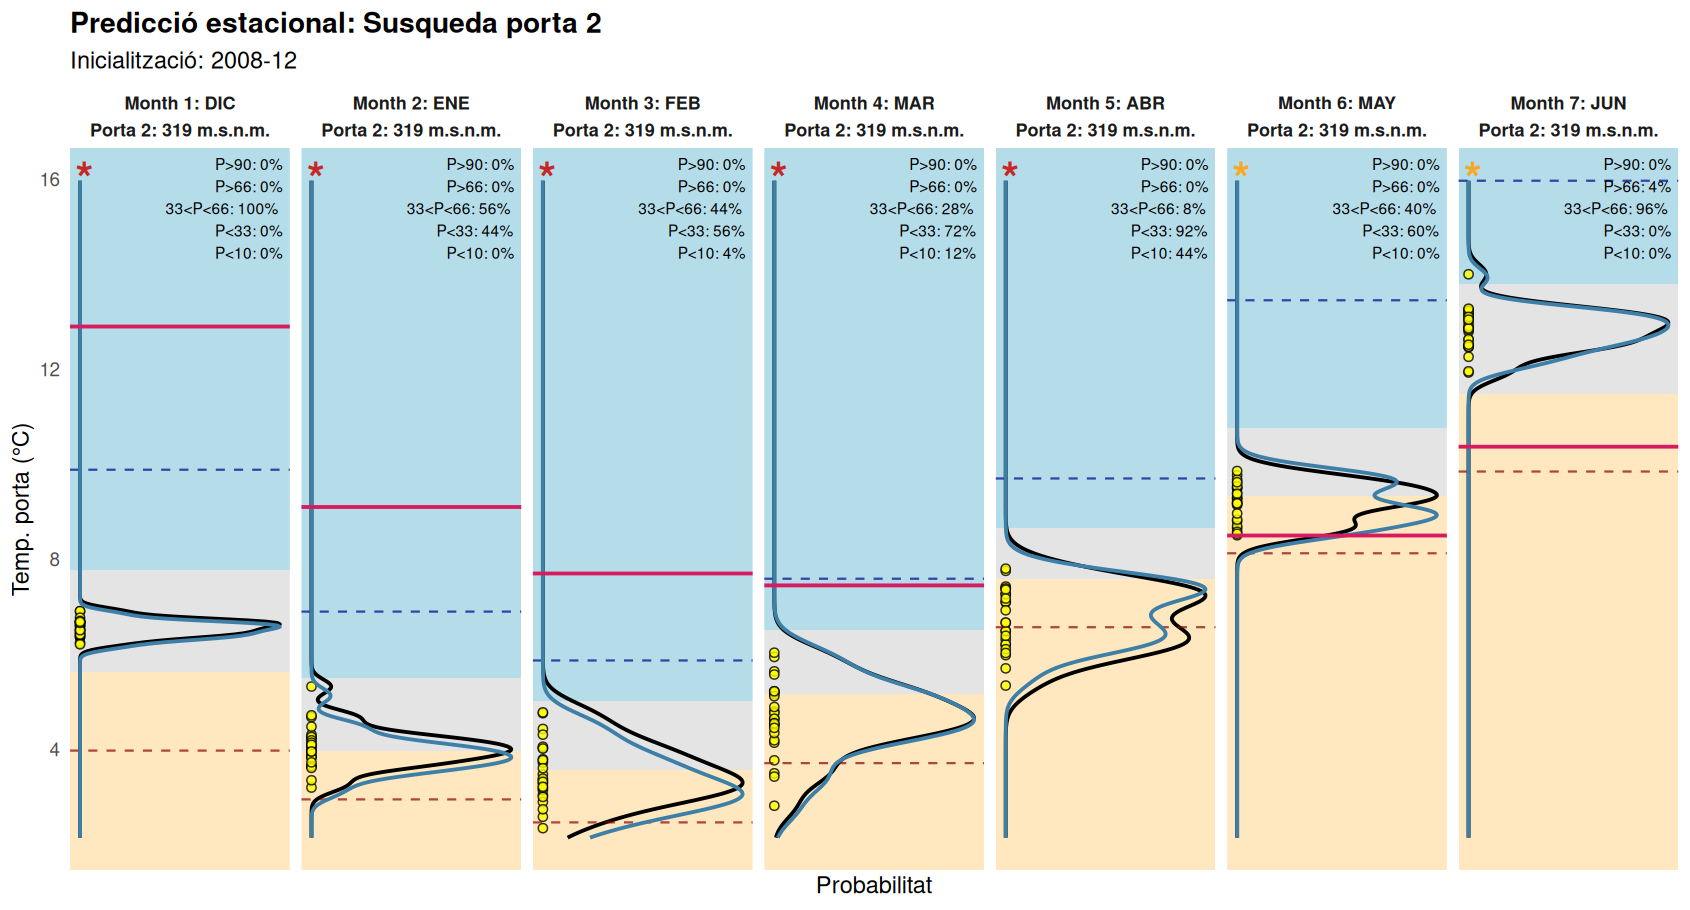 Predicció estacional: Susqueda porta 2
Inicialització: 2008-12
Month 1: DIC
Porta 2: 319 m.s.n.m.
Month 2: ENE
Porta 2: 319 m.s.n.m.
Month 3: FEB
Porta 2: 319 m.s.n.m.
Month 4: MAR
Porta 2: 319 m.s.n.m.
Month 5: ABR
Porta 2: 319 m.s.n.m.
Month 6: MAY
Porta 2: 319 m.s.n.m.
Month 7: JUN
Porta 2: 319 m.s.n.m.
*
P>90: 0%
P>66: 0%
33<P<66: 100%
P<33: 0%
P<10: 0%
*
P>90: 0%
P>66: 0%
33<P<66: 56%
P<33: 44%
P<10: 0%
*
P>90: 0%
P>66: 0%
33<P<66: 44%
P<33: 56%
P<10: 4%
*
P>90: 0%
P>66: 0%
33<P<66: 28%
P<33: 72%
P<10: 12%
*
P>90: 0%
P>66: 0%
33<P<66: 8%
P<33: 92%
P<10: 44%
*
P>90: 0%
P>66: 0%
33<P<66: 40%
P<33: 60%
P<10: 0%
*
P>90: 0%
P>66: 4%
33<P<66: 96%
P<33: 0%
P<10: 0%
16
12
8
4
Temp. porta (°C)
Probabilitat